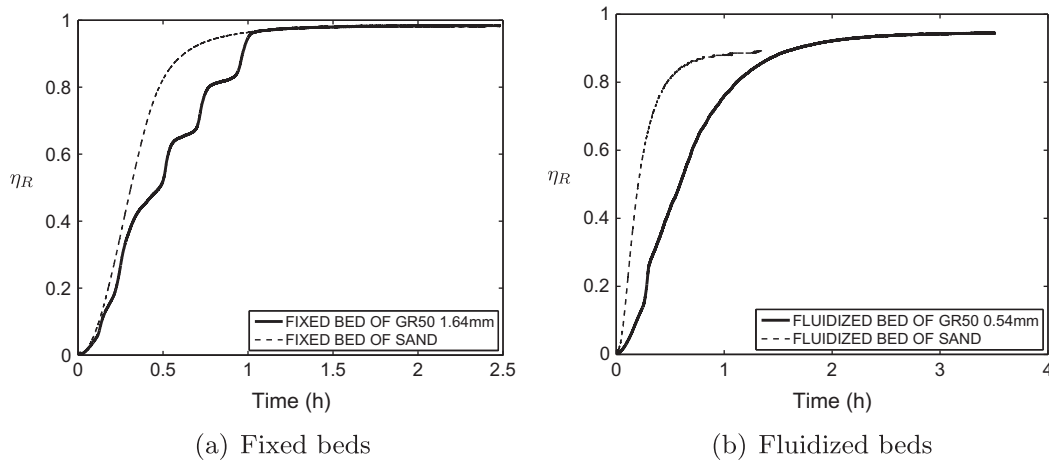 1
0.8
0.6
η_R
0.4
0.2
0
FIXED BED OF GR50 1.64mm
FIXED BED OF SAND
0 0.5 1 1.5 2 2.5
Time (h)
(a) Fixed beds
1
0.8
0.6
η_R
0.4
0.2
0
FLUIDIZED BED OF GR50 0.54mm
FLUIDIZED BED OF SAND
0 1 2 3 4
Time (h)
(b) Fluidized beds